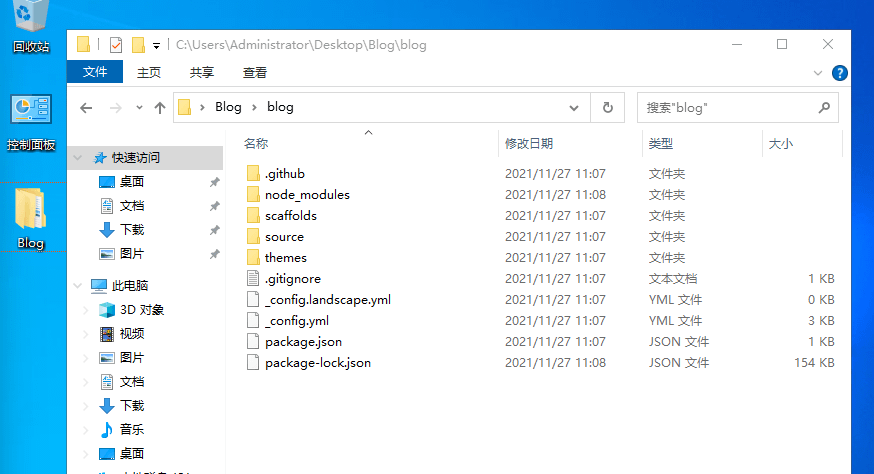 回收站
控制面板
Blog
C:\Users\Administrator\Desktop\Blog\blog
文件 主页 共享 查看
Blog blog
搜索"blog"
快速访问
桌面
文档
下载
图片
此电脑
3D 对象
视频
图片
文档
下载
音乐
桌面
名称 修改日期 类型 大小
.github 2021/11/27 11:07 文件夹
node_modules 2021/11/27 11:08 文件夹
scaffolds 2021/11/27 11:07 文件夹
source 2021/11/27 11:07 文件夹
themes 2021/11/27 11:07 文件夹
.gitignore 2021/11/27 11:07 文本文档 1 KB
_config.landscape.yml 2021/11/27 11:07 YML 文件 0 KB
_config.yml 2021/11/27 11:07 YML 文件 3 KB
package.json 2021/11/27 11:07 JSON 文件 1 KB
package-lock.json 2021/11/27 11:08 JSON 文件 154 KB